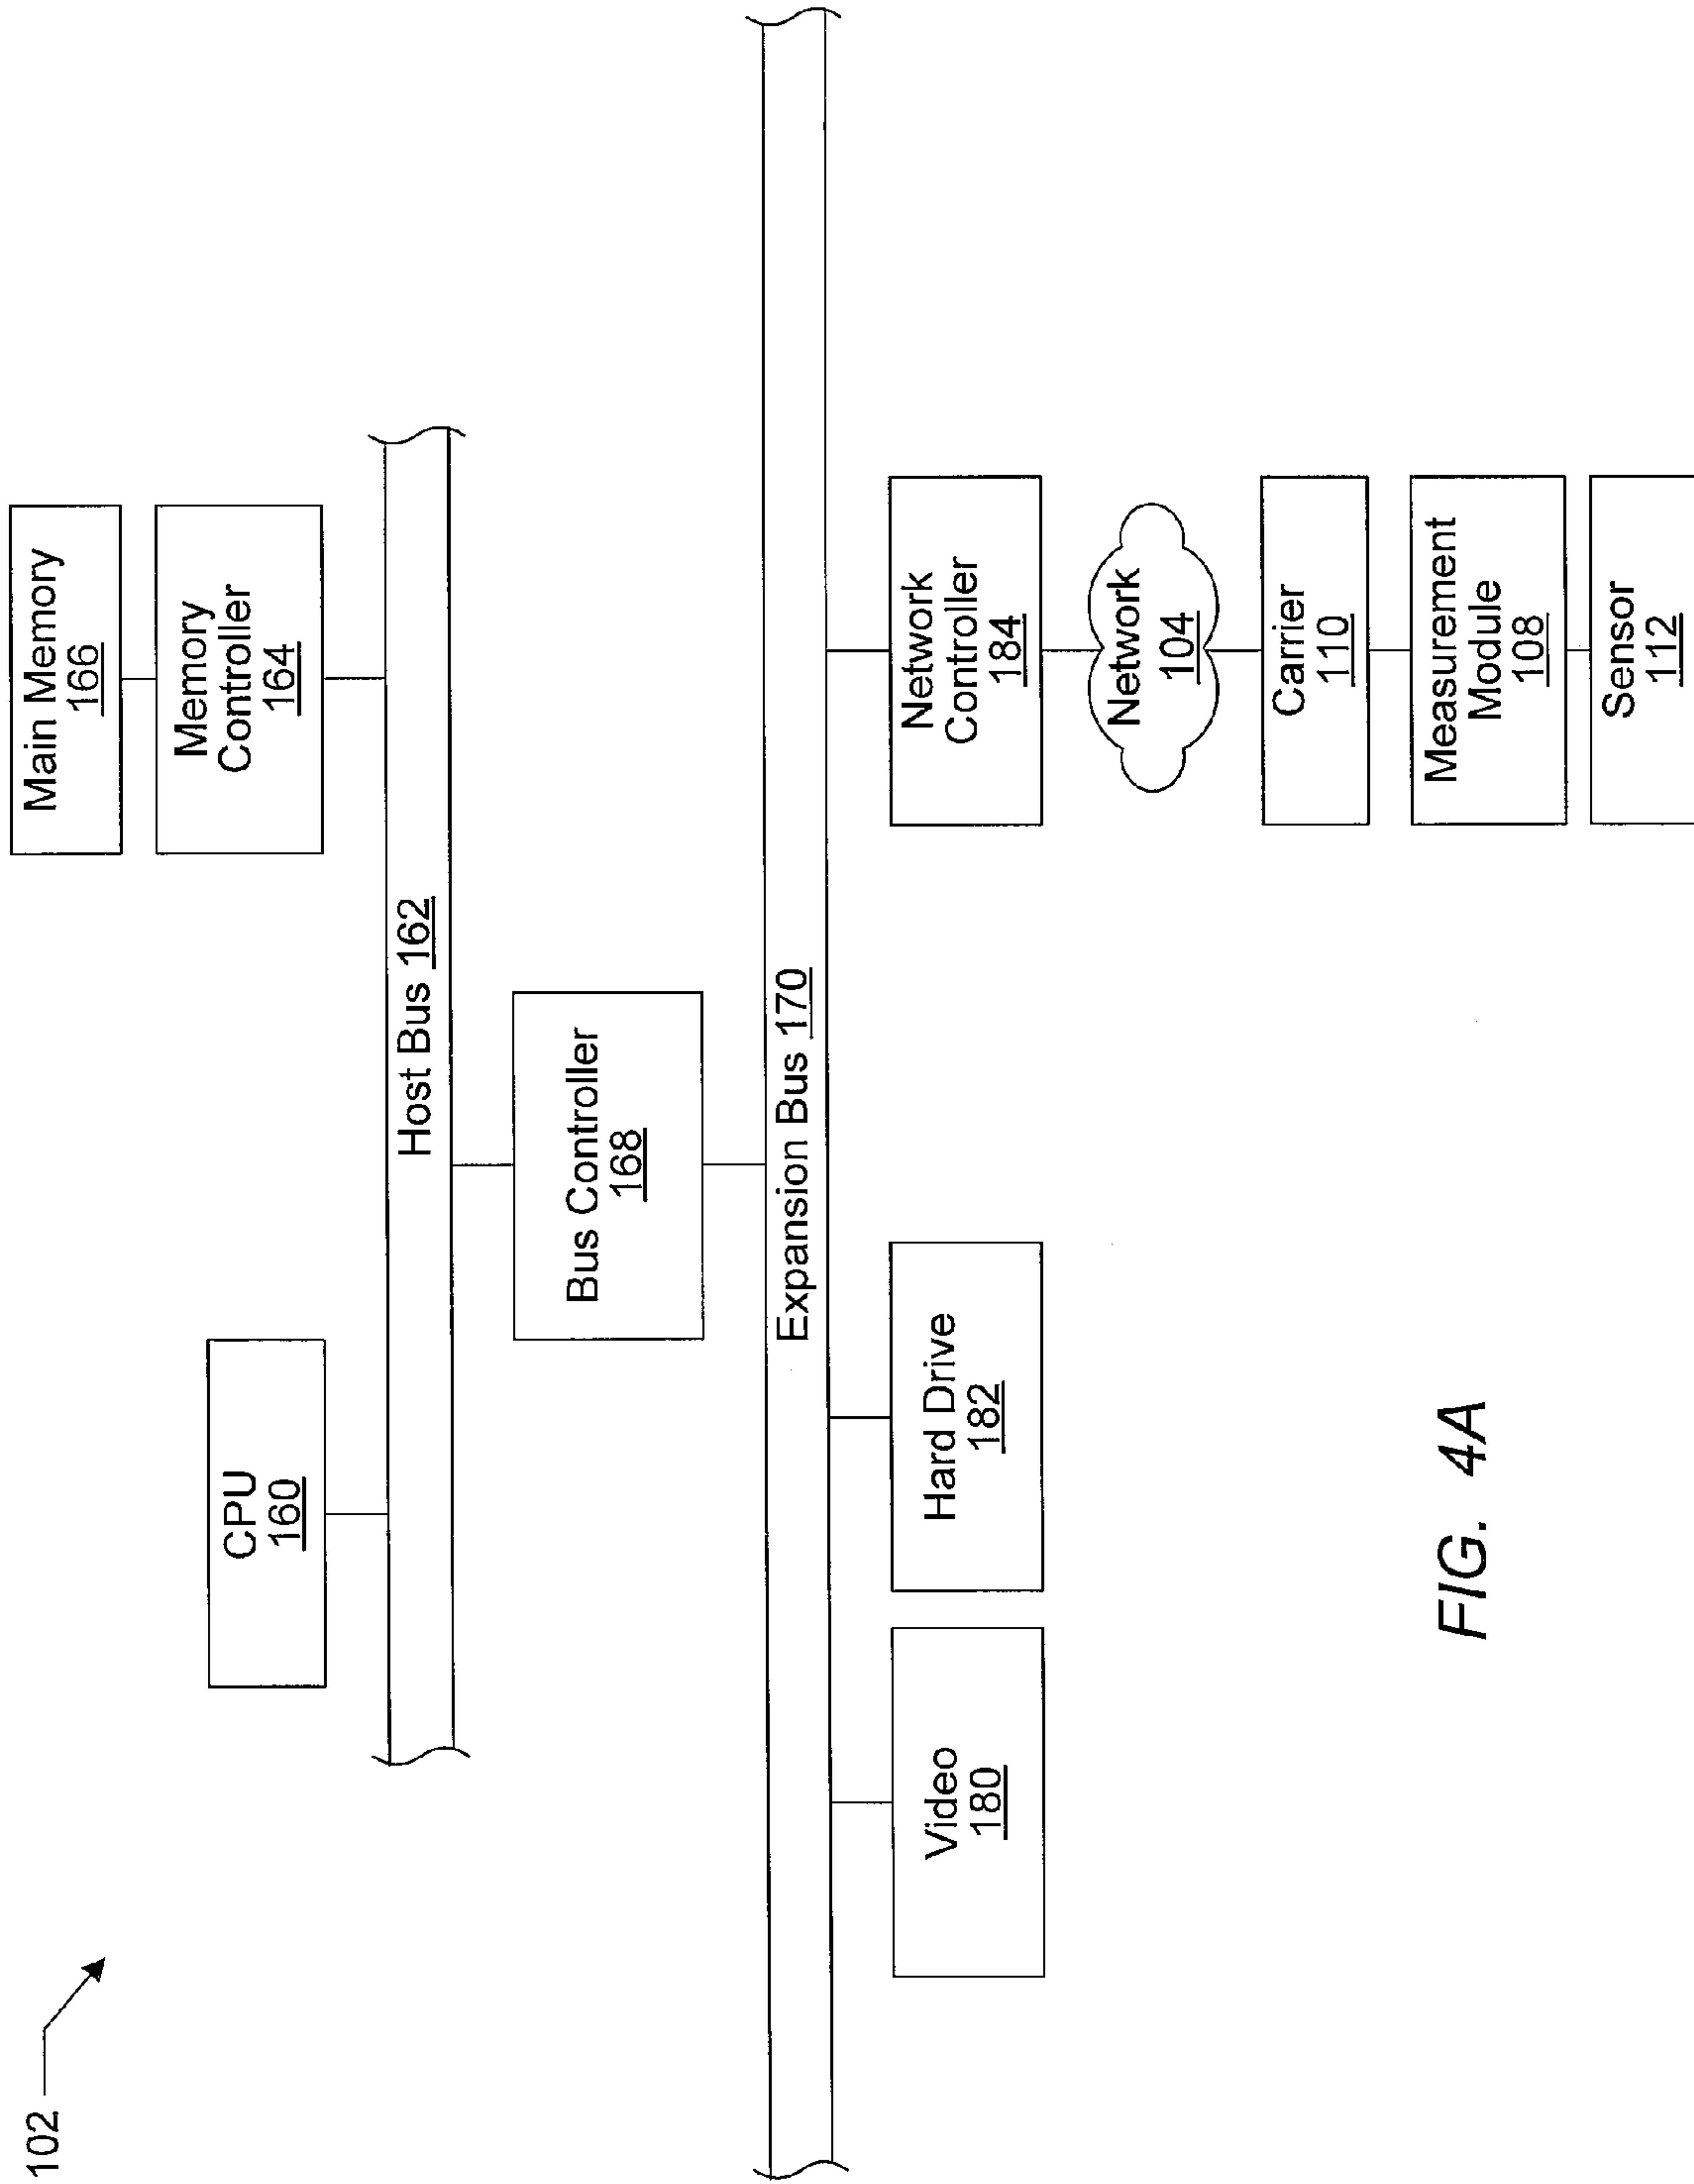 102
Main Memory
166
CPU
160
Memory
Controller
164
Host Bus 162
Bus Controller
168
Expansion Bus 170
Video
180
Hard Drive
182
Network
Controller
184
Network
104
Carrier
110
Measurement
Module
108
Sensor
112
FIG. 4A